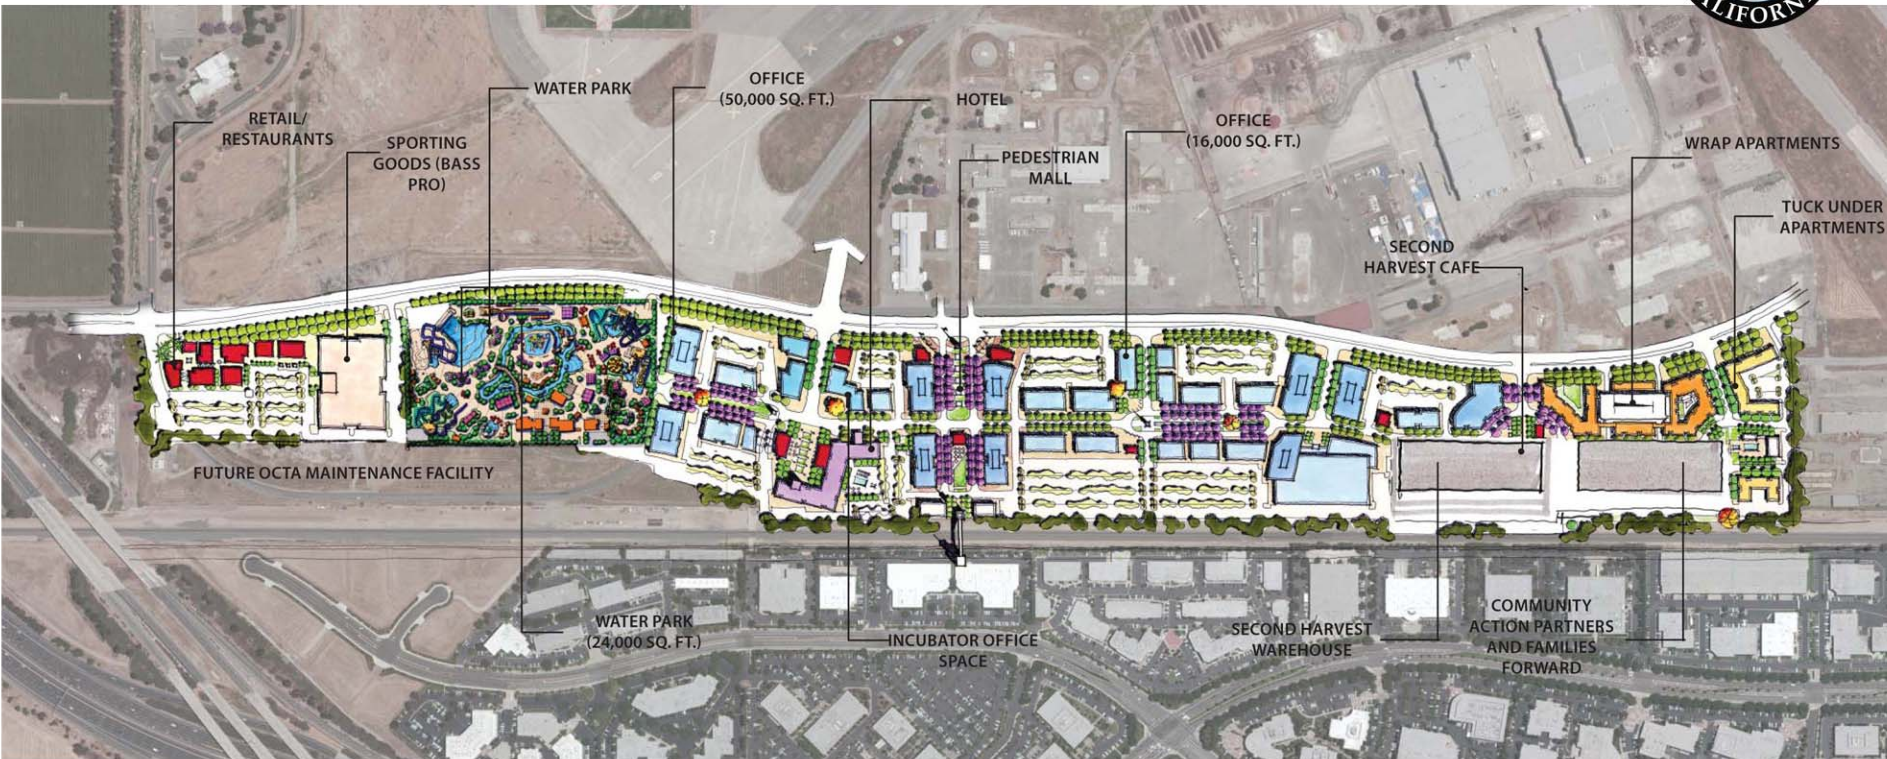 CALIFORNIA
WATER PARK
OFFICE
(50,000 SQ. FT.)
HOTEL
RETAIL/
RESTAURANTS
SPORTING
GOODS (BASS
PRO)
PEDESTRIAN
MALL
OFFICE
(16,000 SQ. FT.)
WRAP APARTMENTS
TUCK UNDER
APARTMENTS
SECOND
HARVEST CAFE
FUTURE OCTA MAINTENANCE FACILITY
WATER PARK
(24,000 SQ. FT.)
INCUBATOR OFFICE
SPACE
SECOND HARVEST
WAREHOUSE
COMMUNITY
ACTION PARTNERS
AND FAMILIES
FORWARD